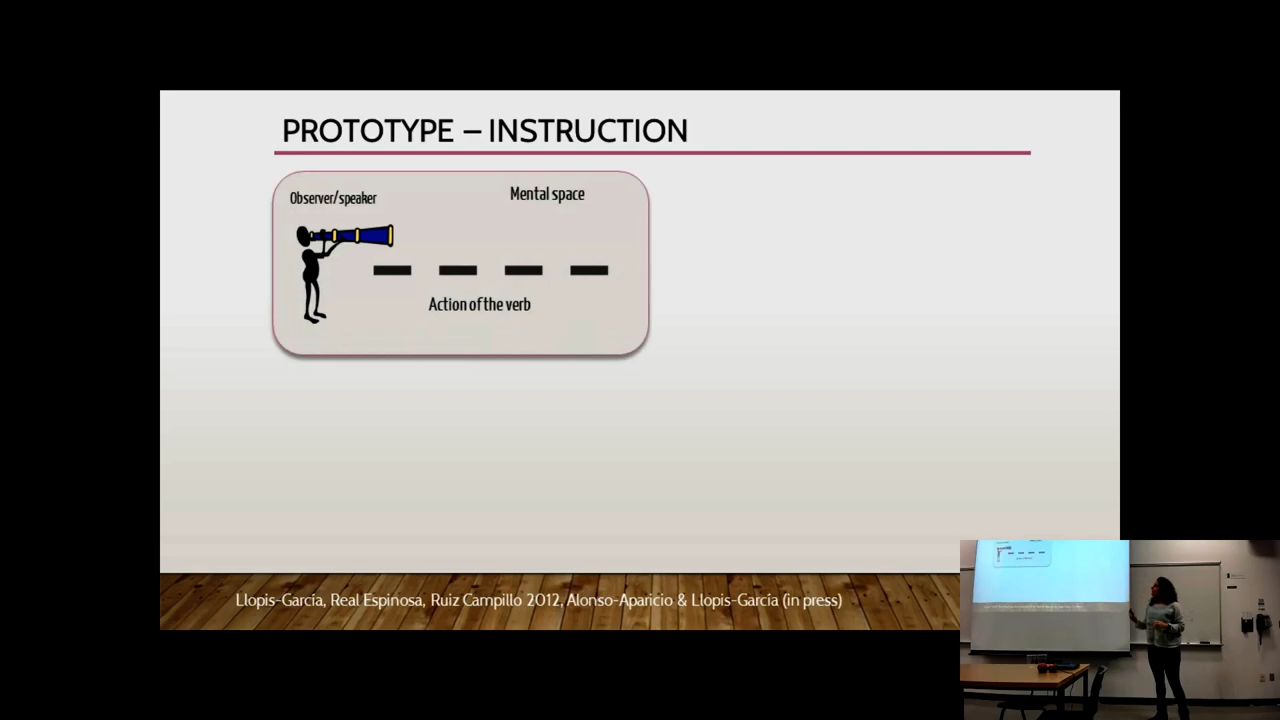 PROTOTYPE – INSTRUCTION
Observer/speaker
Mental space
Action of the verb
Llopis-García, Real Espinosa, Ruiz Campillo 2012, Alonso-Aparicio & Llopis-García (in press)